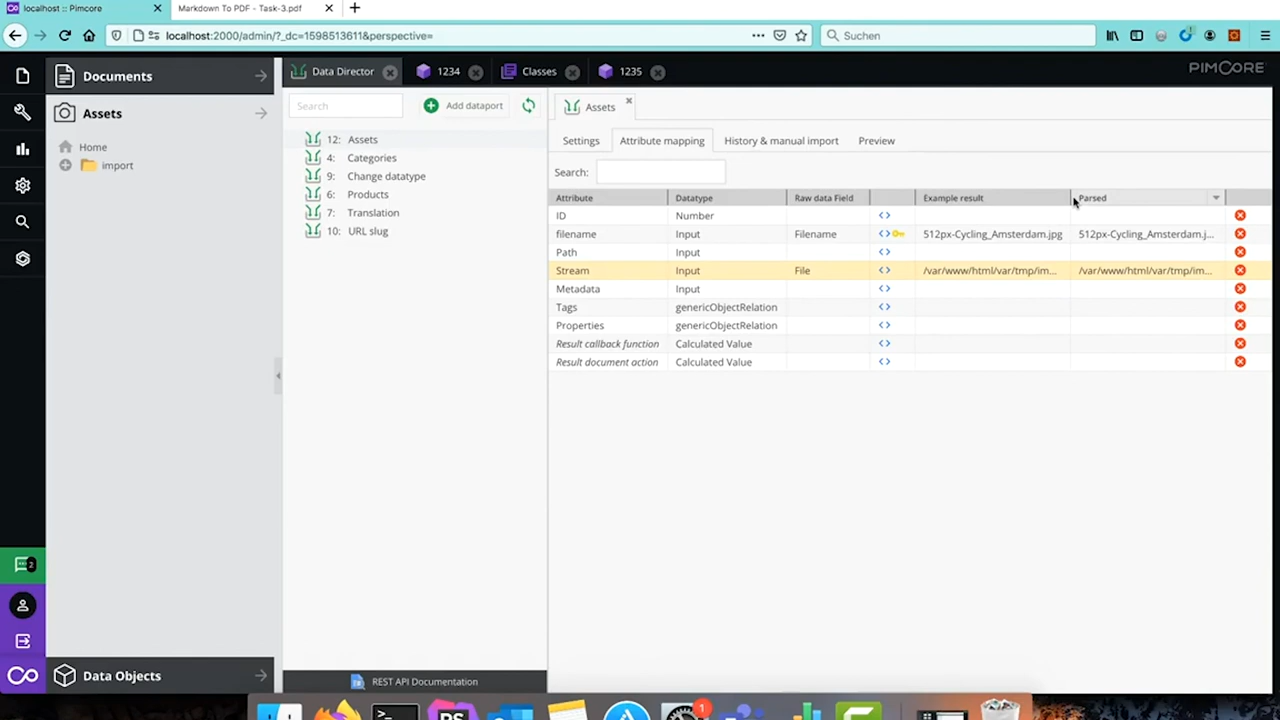 localhost :: Pimcore
Markdown To PDF - Task-3.pdf
localhost:2000/admin/?_dc=1598513611&perspective=
Suchen
Documents
Data Director
1234
Classes
1235
PIMCORE
Assets
Search
Add dataport
Assets
Home
import
12: Assets
4: Categories
9: Change datatype
6: Products
7: Translation
10: URL slug
Settings
Attribute mapping
History & manual import
Preview
Search:
Attribute Datatype Raw data Field Example result Parsed
ID Number
filename Input Filename 512px-Cycling_Amsterdam.jpg 512px-Cycling_Amsterdam.j...
Path Input
Stream Input File /var/www/html/var/tmp/im... /var/www/html/var/tmp/im...
Metadata Input
Tags genericObjectRelation
Properties genericObjectRelation
Result callback function Calculated Value
Result document action Calculated Value
2
Data Objects
REST API Documentation
PS
1